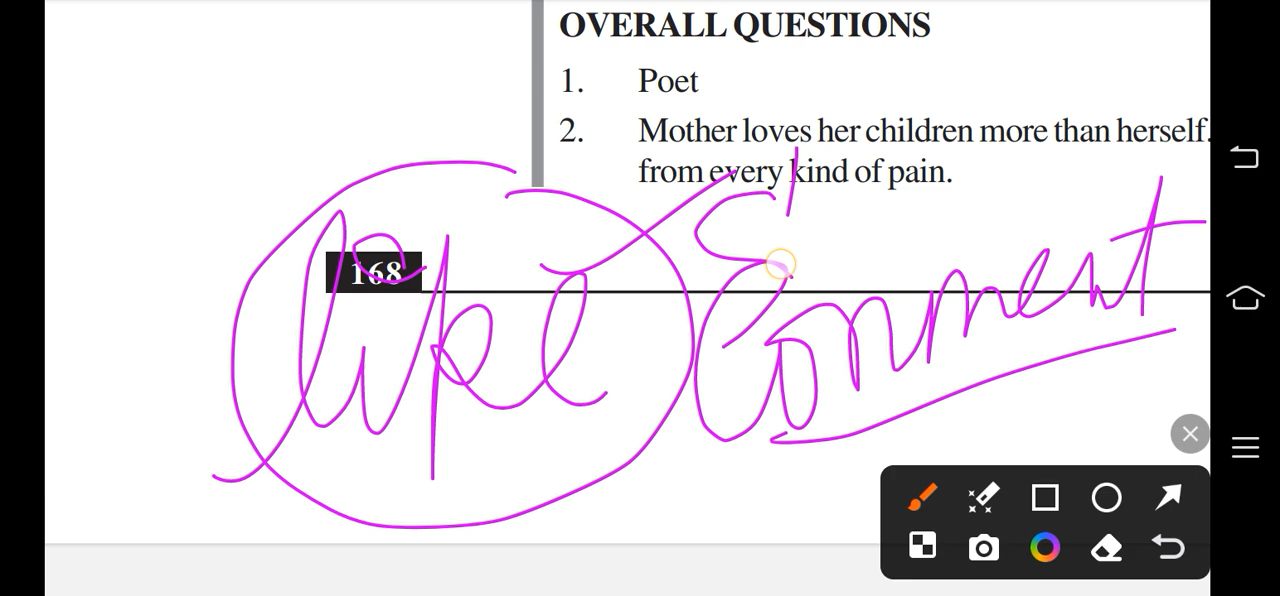 OVERALL QUESTIONS
1. Poet
2. Mother loves her children more than herself.
from every kind of pain.
168
Comment